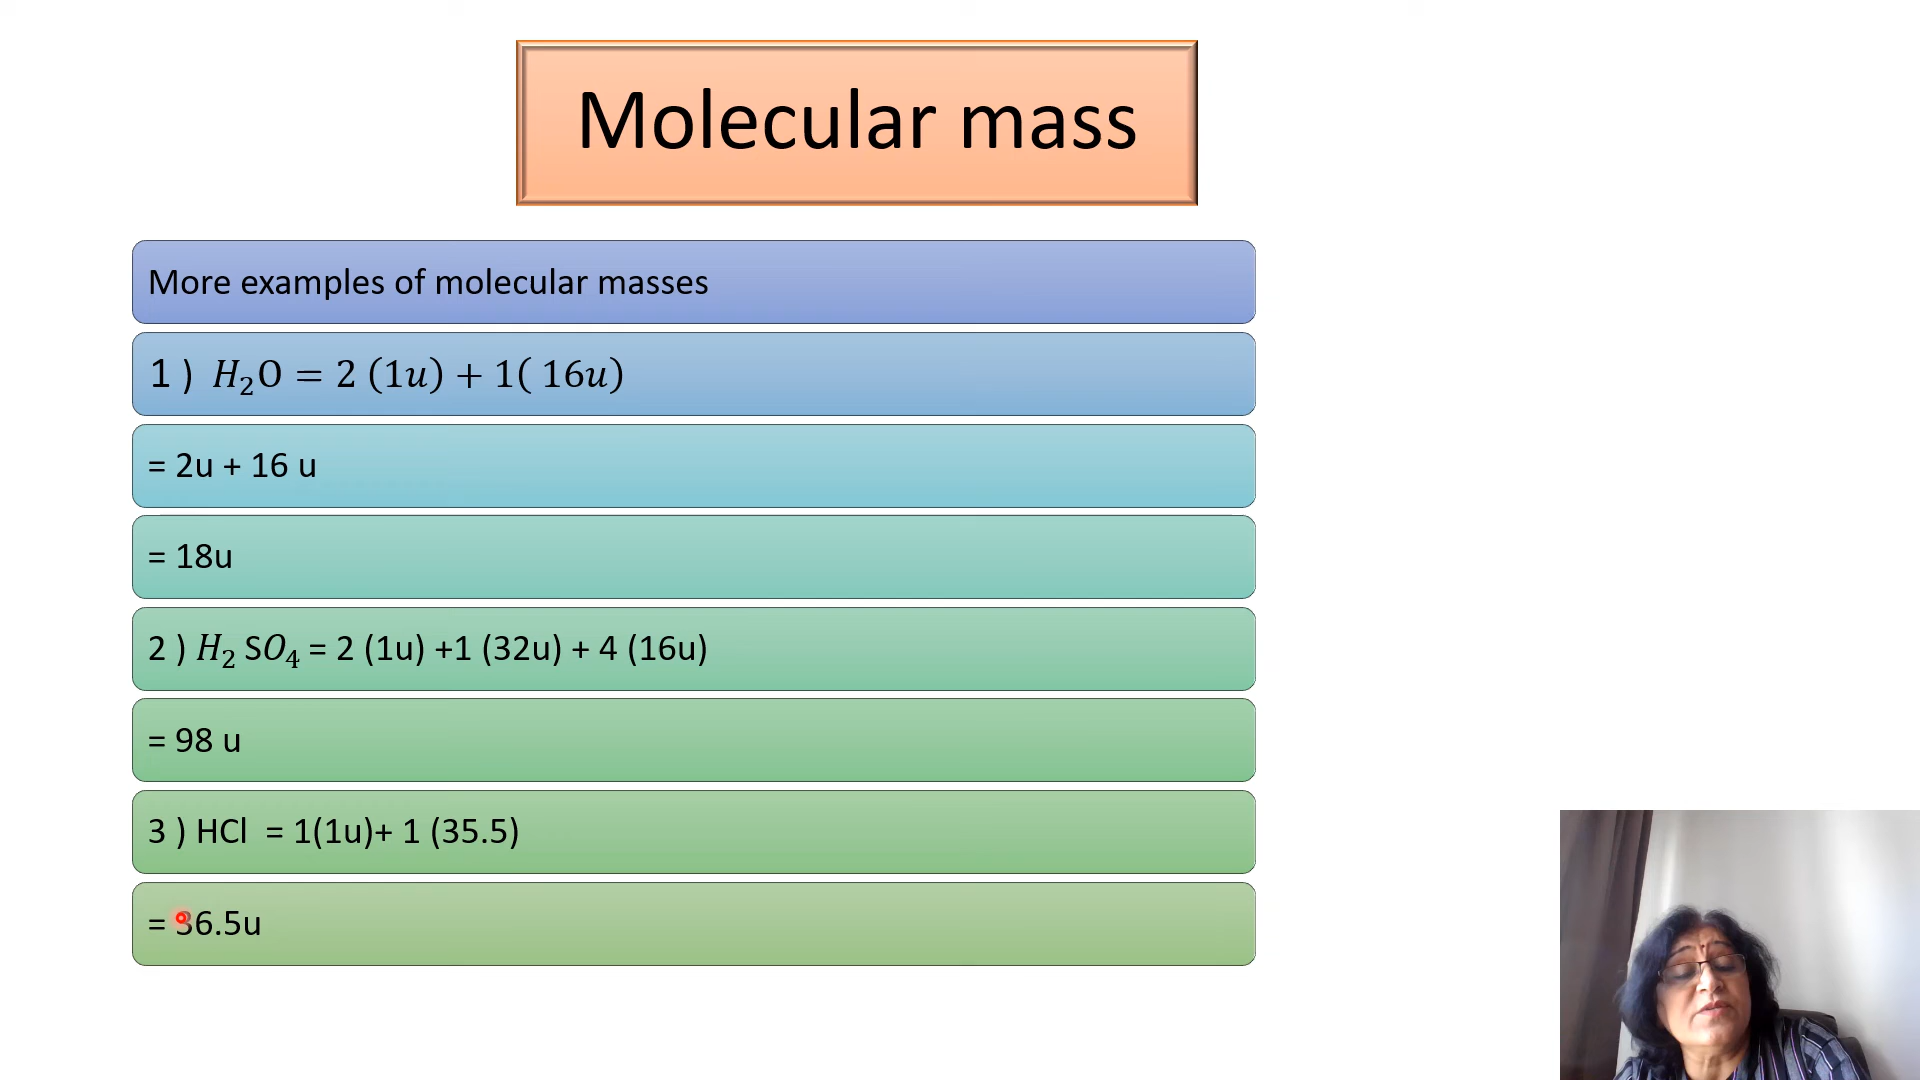 Molecular mass
More examples of molecular masses
1 ) H₂O = 2 (1u) + 1( 16u)
= 2u + 16 u
= 18u
2 ) H₂ SO₄ = 2 (1u) +1 (32u) + 4 (16u)
= 98 u
3 ) HCl = 1(1u)+ 1 (35.5)
= 36.5u